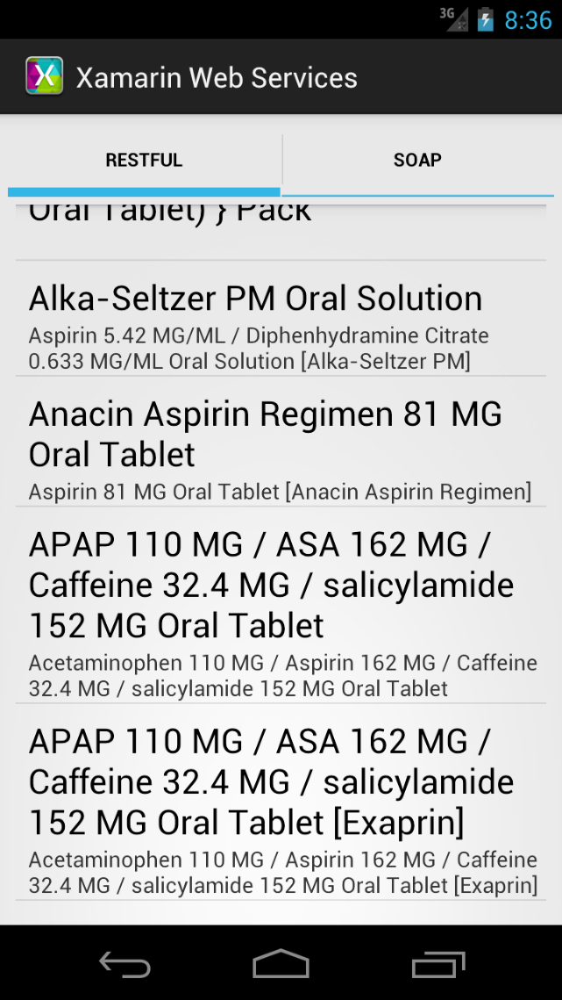 3G 8:36
X Xamarin Web Services
RESTFUL SOAP
Oral Tablet) } Pack
Alka-Seltzer PM Oral Solution
Aspirin 5.42 MG/ML / Diphenhydramine Citrate
0.633 MG/ML Oral Solution [Alka-Seltzer PM]
Anacin Aspirin Regimen 81 MG
Oral Tablet
Aspirin 81 MG Oral Tablet [Anacin Aspirin Regimen]
APAP 110 MG / ASA 162 MG /
Caffeine 32.4 MG / salicylamide
152 MG Oral Tablet
Acetaminophen 110 MG / Aspirin 162 MG / Caffeine
32.4 MG / salicylamide 152 MG Oral Tablet
APAP 110 MG / ASA 162 MG /
Caffeine 32.4 MG / salicylamide
152 MG Oral Tablet [Exaprin]
Acetaminophen 110 MG / Aspirin 162 MG / Caffeine
32.4 MG / salicylamide 152 MG Oral Tablet [Exaprin]